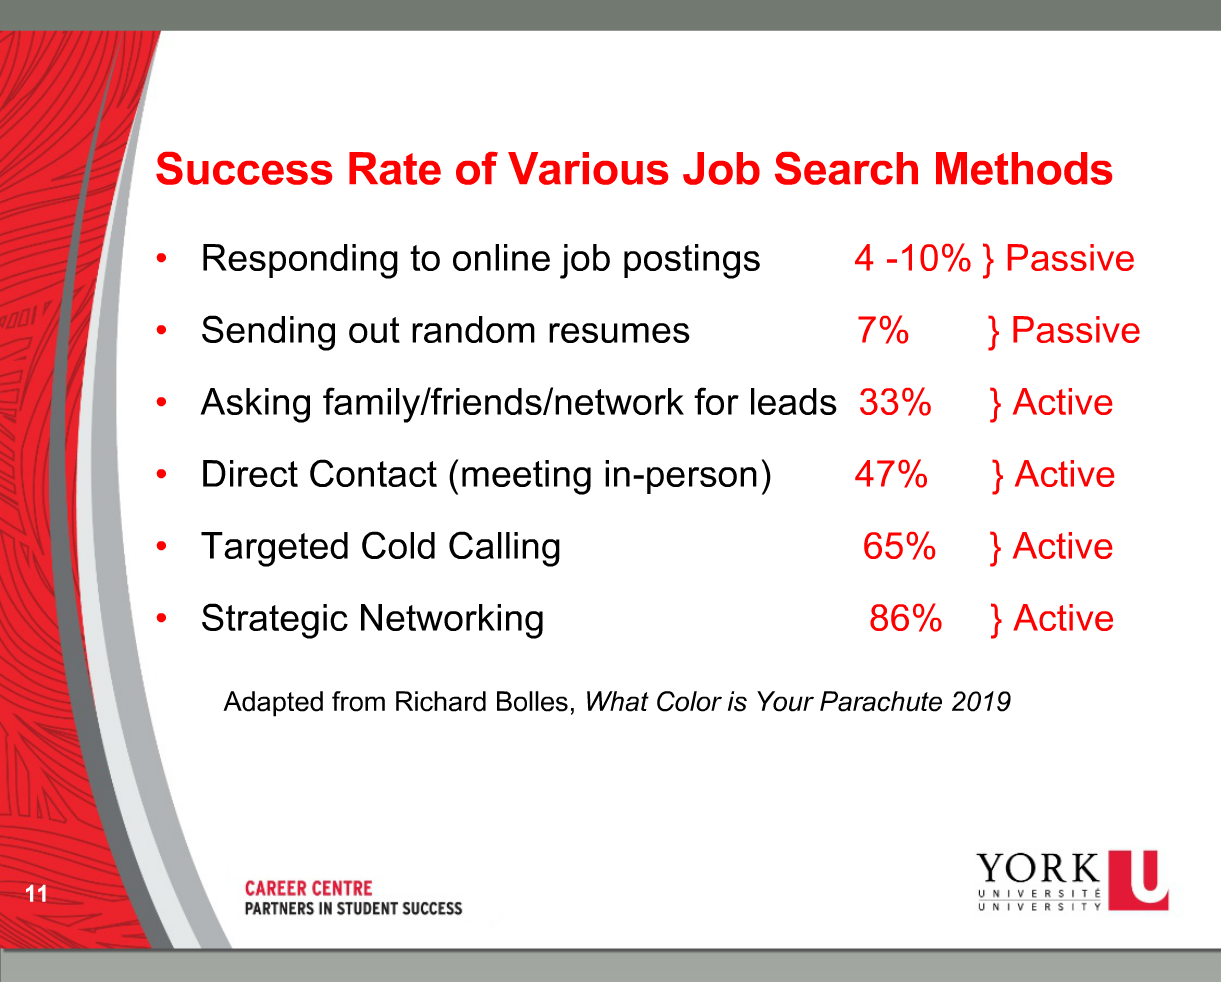 Success Rate of Various Job Search Methods
• Responding to online job postings 4 -10% } Passive
• Sending out random resumes 7% } Passive
• Asking family/friends/network for leads 33% } Active
• Direct Contact (meeting in-person) 47% } Active
• Targeted Cold Calling 65% } Active
• Strategic Networking 86% } Active
Adapted from Richard Bolles, What Color is Your Parachute 2019
11
CAREER CENTRE
PARTNERS IN STUDENT SUCCESS
YORK U
UNIVERSITÉ
UNIVERSITY